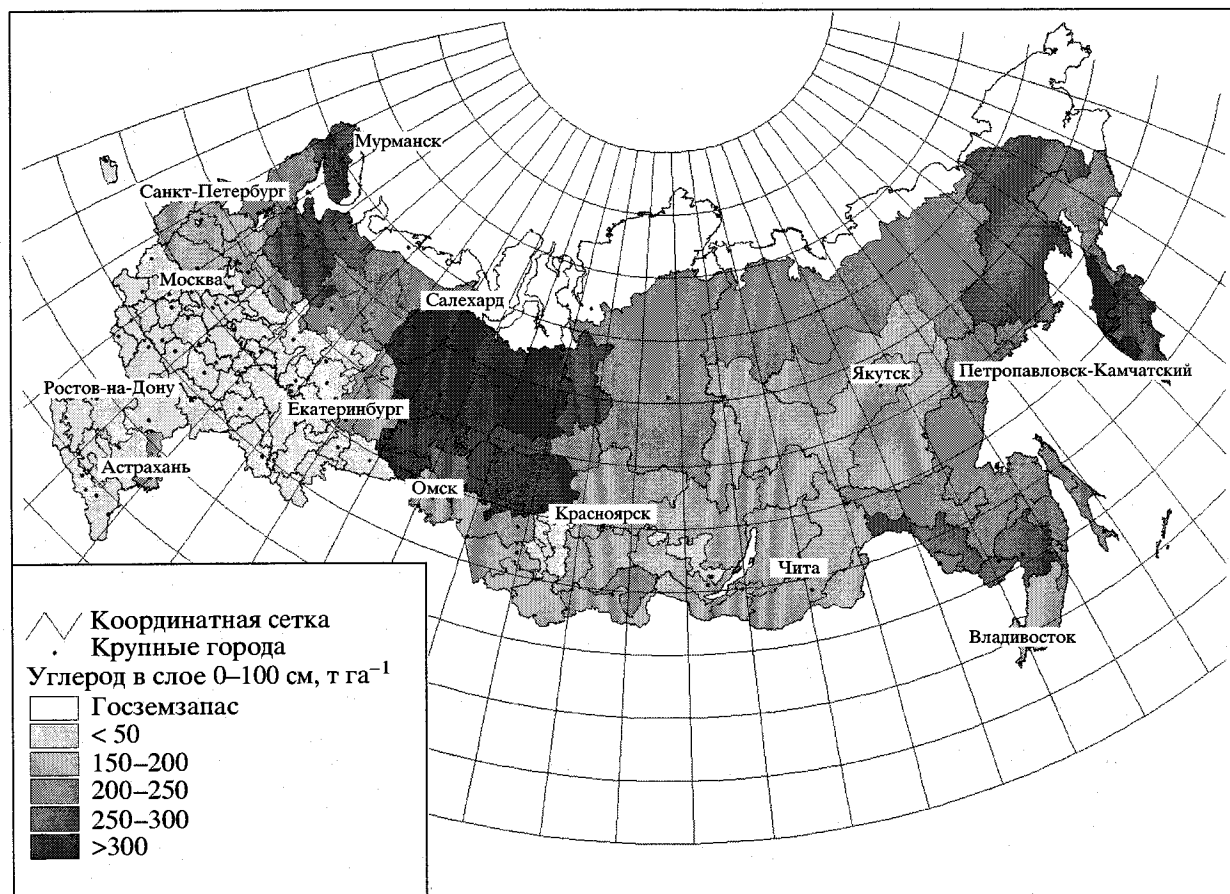 Мурманск
Санкт-Петербург
Москва
Салехард
Ростов-на-Дону
Якутск
Петропавловск-Камчатский
Екатеринбург
Астрахань
Омск
Красноярск
Чита
Владивосток
Координатная сетка
Крупные города
Углерод в слое 0–100 см, т га⁻¹
Госземзапас
< 50
150–200
200–250
250–300
>300